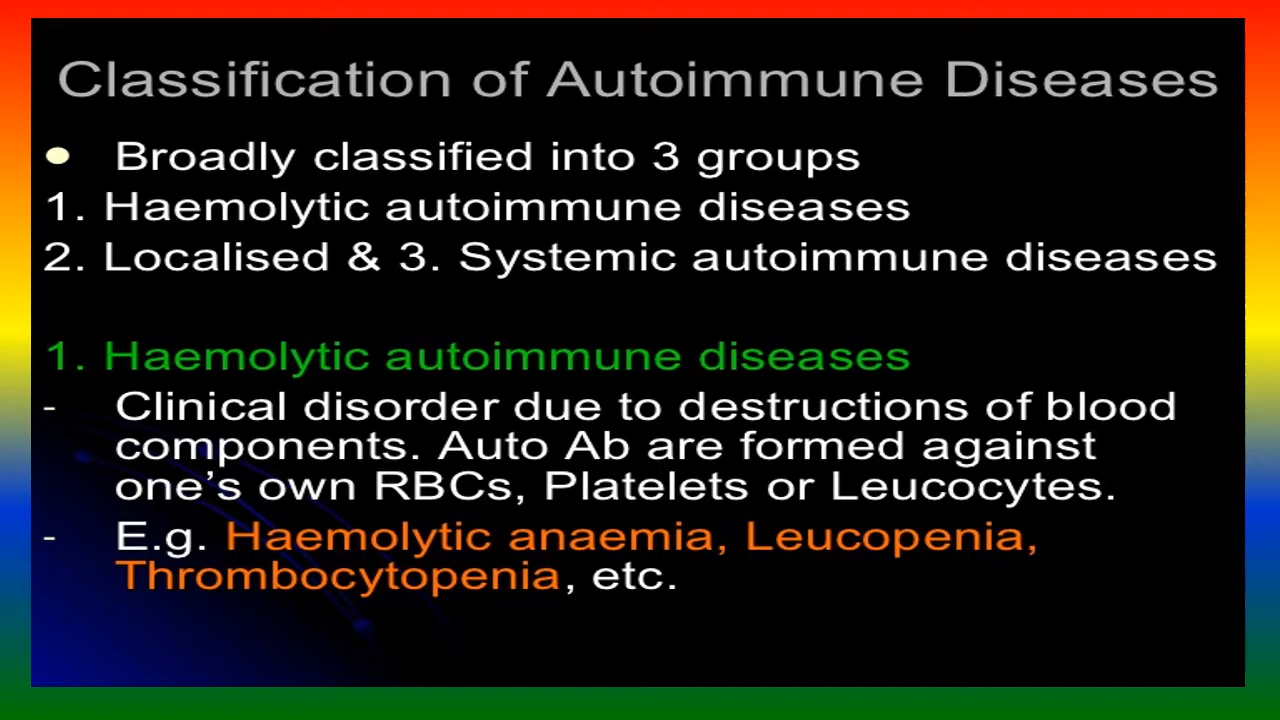 Classification of Autoimmune Diseases
● Broadly classified into 3 groups
1. Haemolytic autoimmune diseases
2. Localised & 3. Systemic autoimmune diseases
1. Haemolytic autoimmune diseases
- Clinical disorder due to destructions of blood
components. Auto Ab are formed against
one's own RBCs, Platelets or Leucocytes.
- E.g. Haemolytic anaemia, Leucopenia,
Thrombocytopenia, etc.